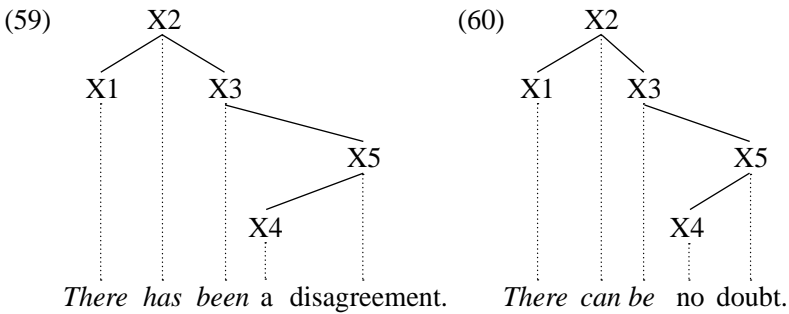 (59) X2 (60) X2
X1 X3 X1 X3
X5 X5
X4 X4
There has been a disagreement. There can be no doubt.